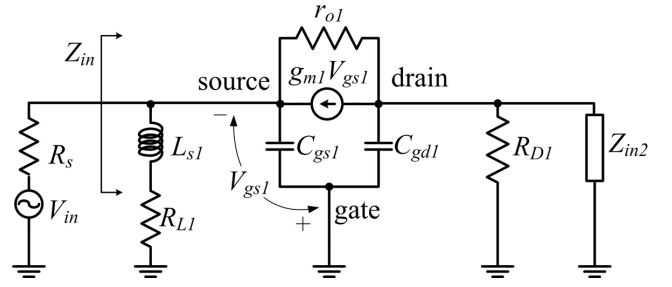 r_o1
Z_in
source
g_m1V_gs1
drain
R_s
L_s1
C_gs1
C_gd1
R_D1
Z_in2
−
V_gs1
V_in
R_L1
+
gate